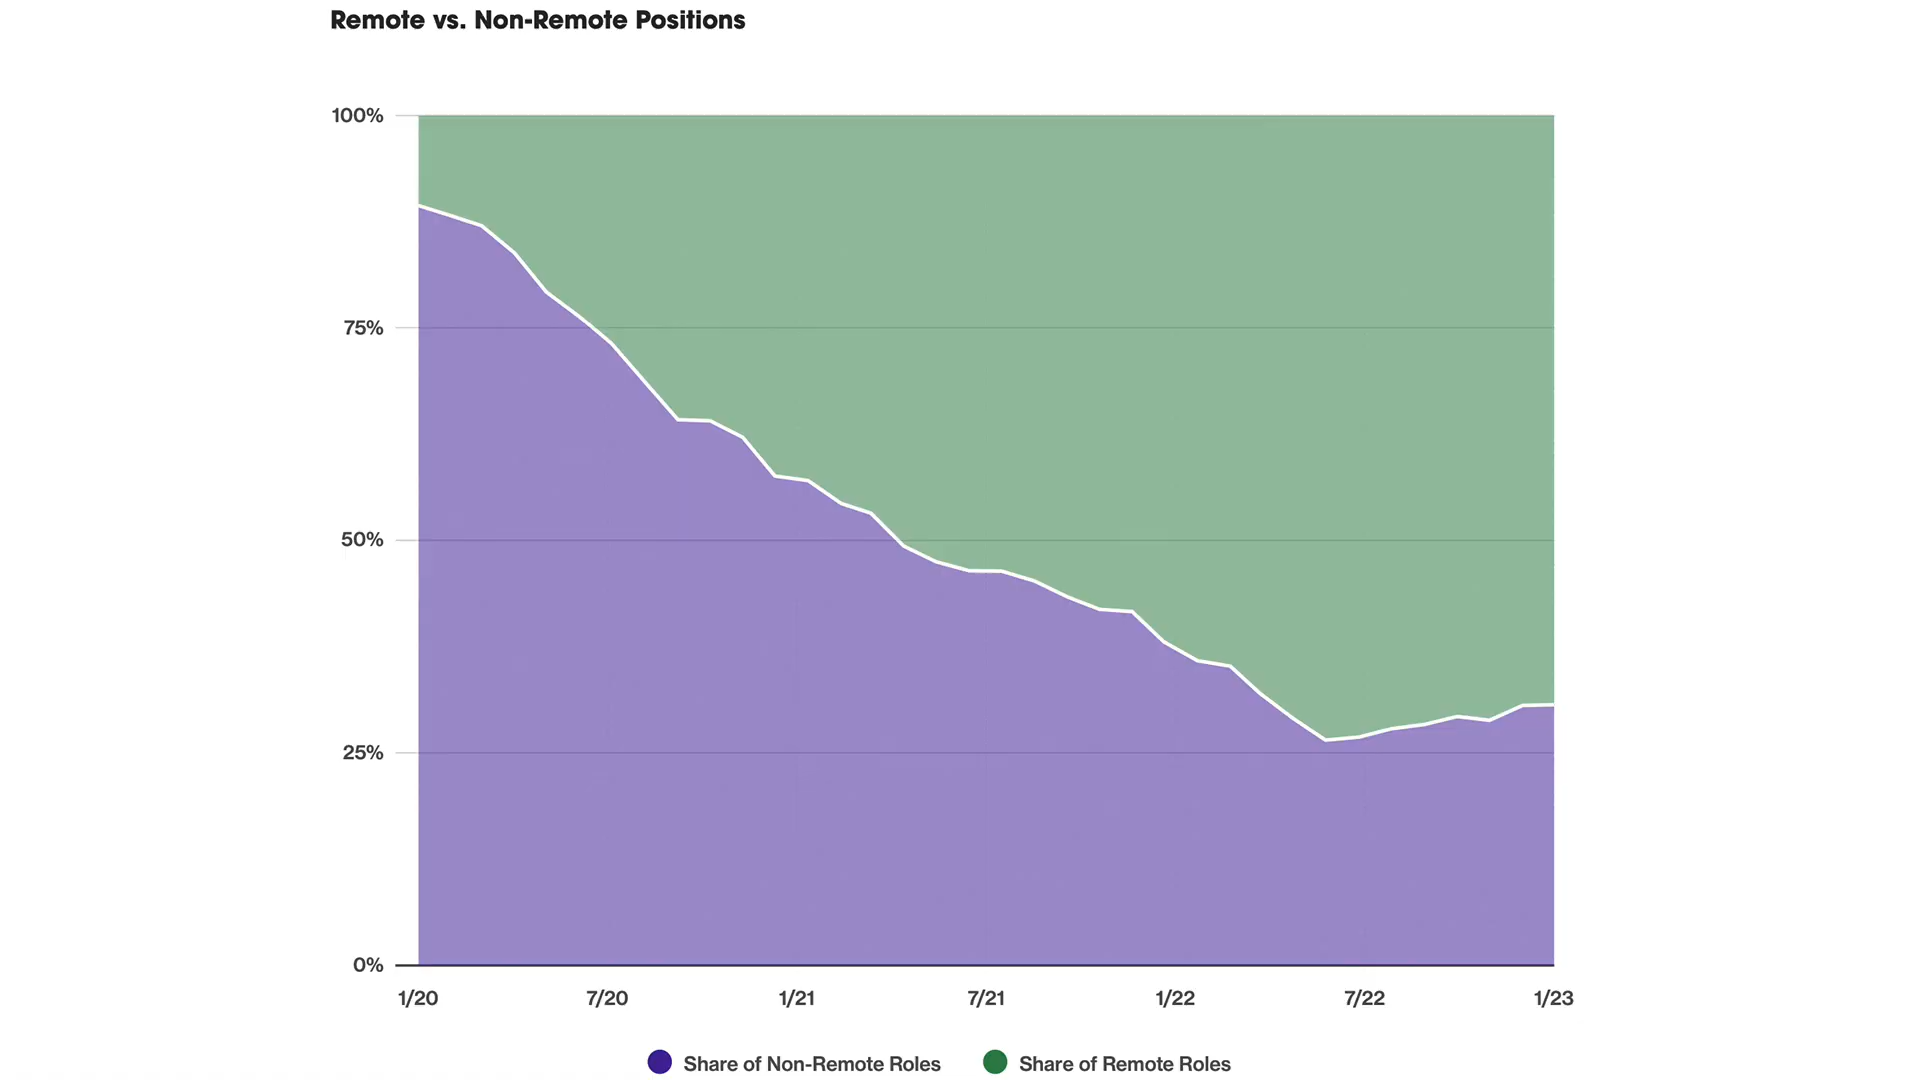 Remote vs. Non-Remote Positions
100%
75%
50%
25%
0%
1/20 7/20 1/21 7/21 1/22 7/22 1/23
Share of Non-Remote Roles Share of Remote Roles